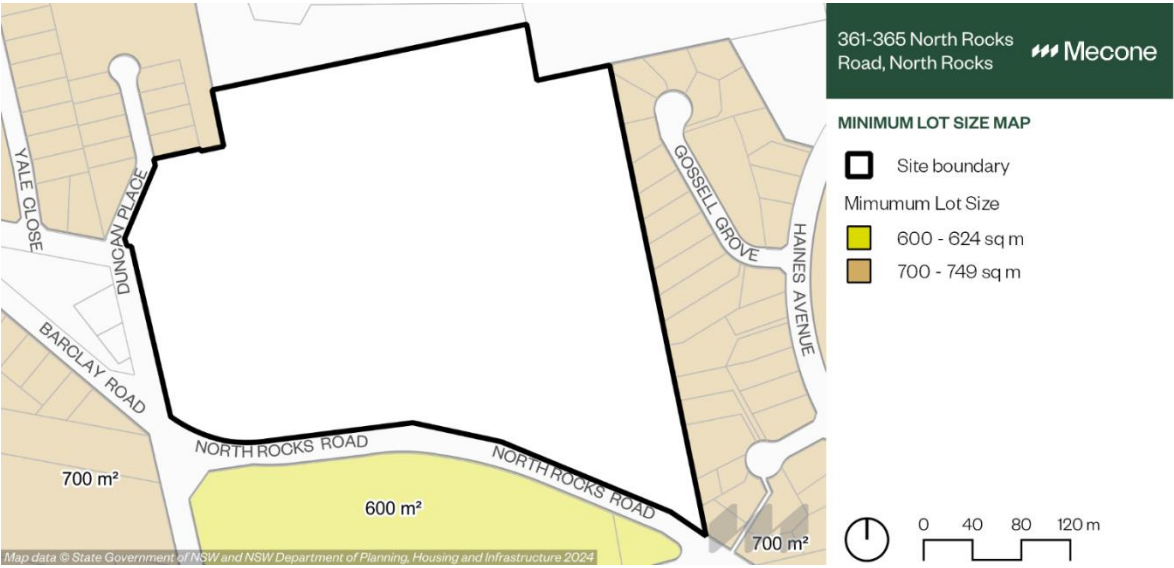 361-365 North Rocks
Road, North Rocks
Mecone
MINIMUM LOT SIZE MAP
Site boundary
Mimumum Lot Size
600 - 624 sq m
700 - 749 sq m
0 40 80 120 m
YALE CLOSE
DUNCAN PLACE
BARCLAY ROAD
GOSSELL GROVE
HAINES AVENUE
NORTH ROCKS ROAD
NORTH ROCKS ROAD
700 m²
600 m²
700 m²
Map data © State Government of NSW and NSW Department of Planning, Housing and Infrastructure 2024